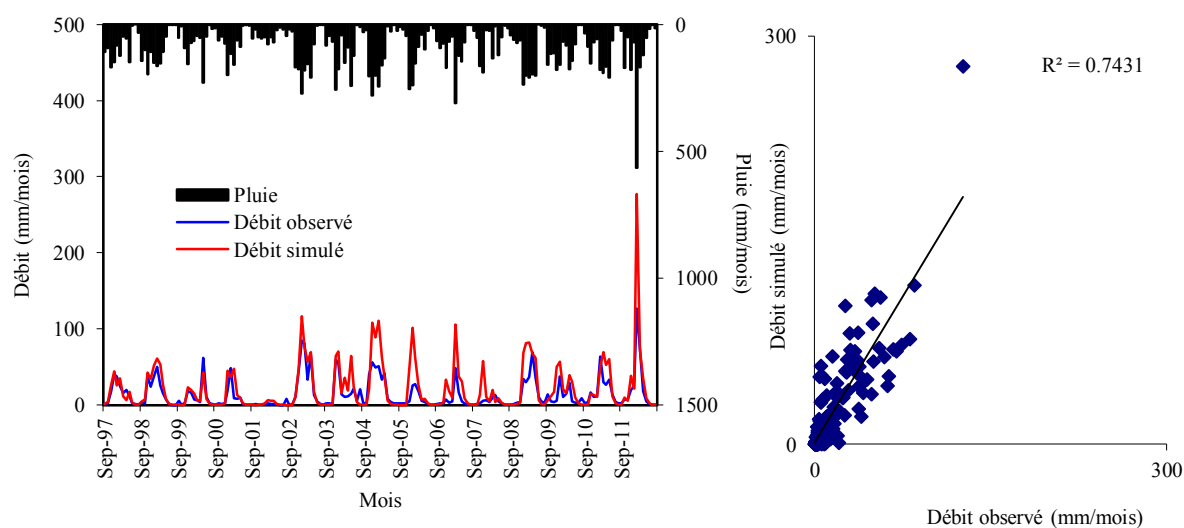 500
400
300
200
100
0
Débit (mm/mois)
0
500
1000
1500
Pluie (mm/mois)
Pluie
Débit observé
Débit simulé
Sep-97
Sep-98
Sep-99
Sep-00
Sep-01
Sep-02
Sep-03
Sep-04
Sep-05
Sep-06
Sep-07
Sep-08
Sep-09
Sep-10
Sep-11
Mois
300
R² = 0.7431
Débit simulé (mm/mois)
0
0
300
Débit observé (mm/mois)